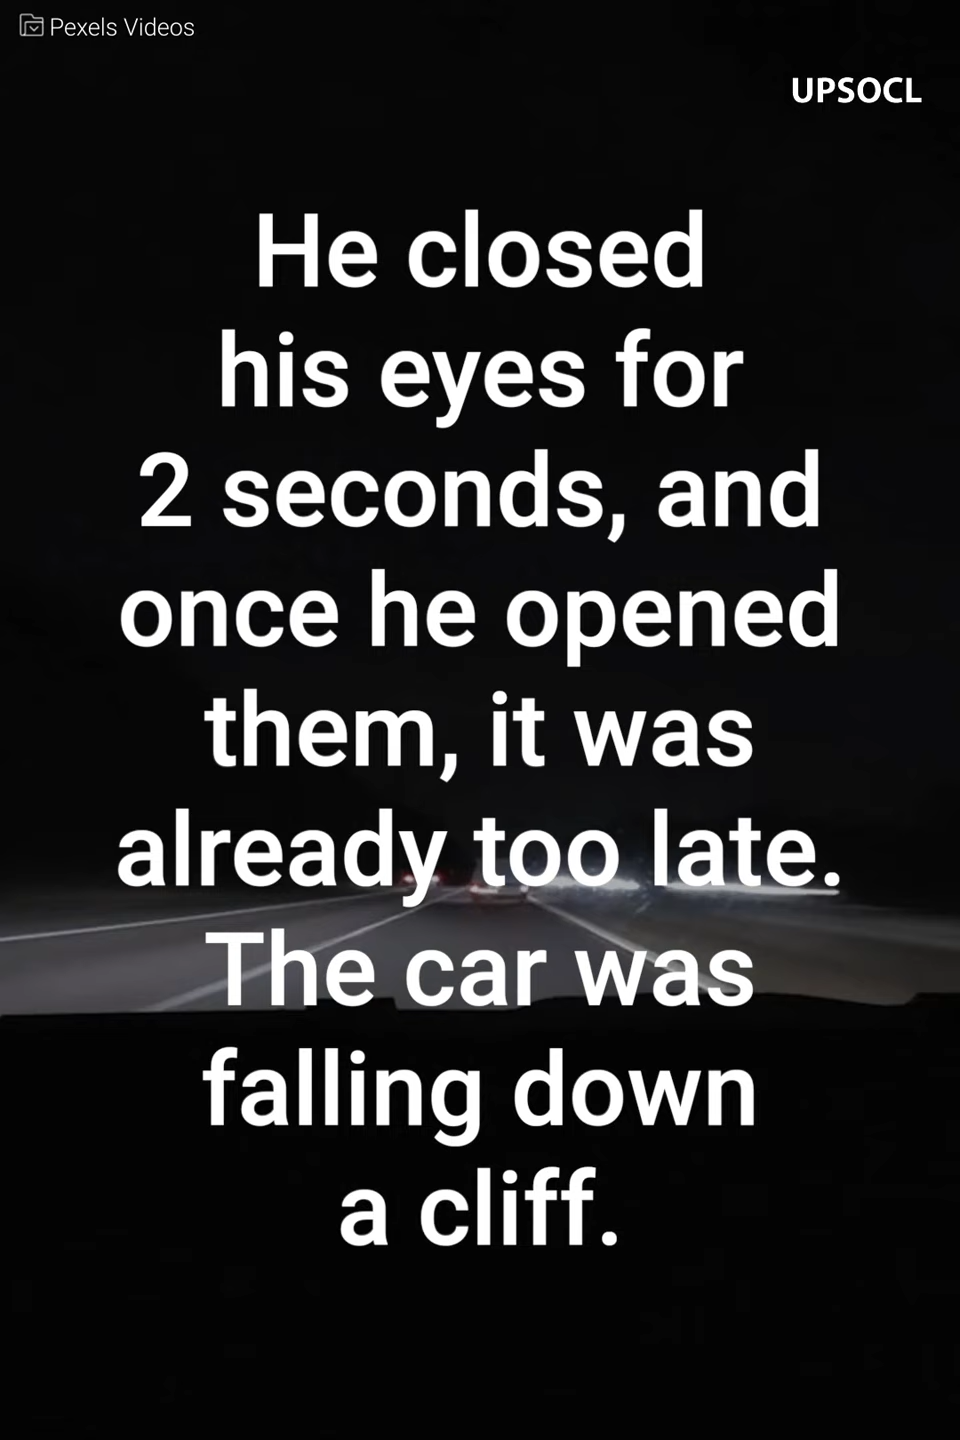 Pexels Videos
UPSOCL
He closed
his eyes for
2 seconds, and
once he opened
them, it was
already too late.
The car was
falling down
a cliff.